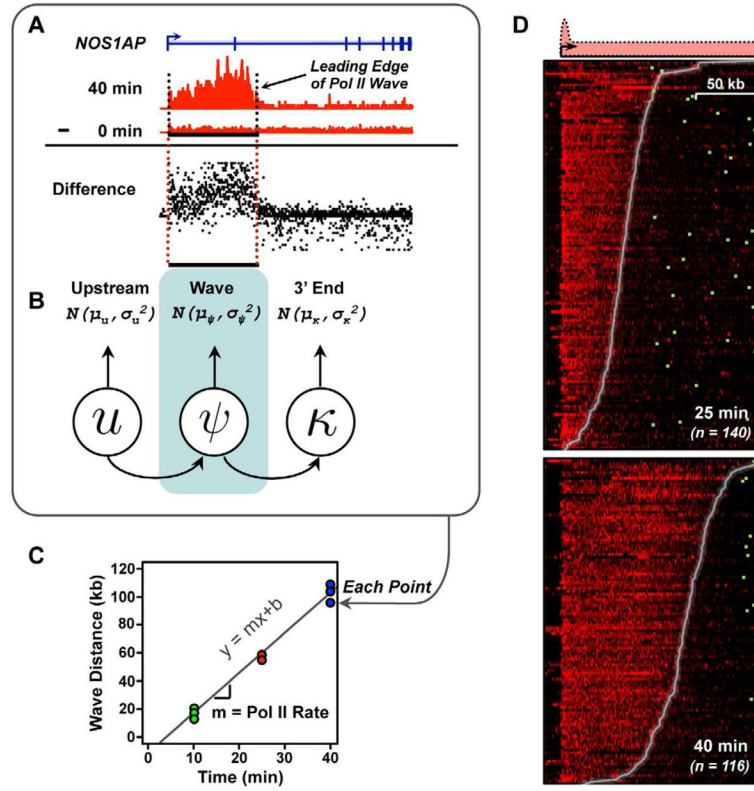 A
NOS1AP
40 min
Leading Edge
of Pol II Wave
– 0 min
Difference
B
Upstream Wave 3' End
N(μu, σu²) N(μψ, σψ²) N(μκ, σκ²)
u ψ κ
C
Wave Distance (kb)
120
100
80
60
40
20
0
y = mx+b
m = Pol II Rate
Each Point
0 10 20 30 40
Time (min)
D
50 kb
25 min
(n = 140)
40 min
(n = 116)